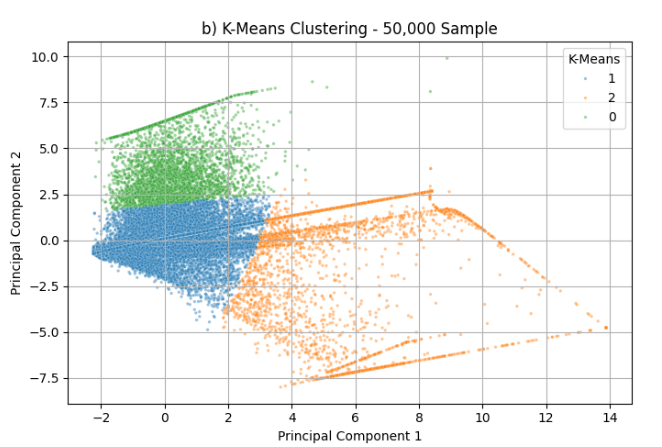 b) K-Means Clustering - 50,000 Sample
K-Means
1
2
0
Principal Component 2
10.0
7.5
5.0
2.5
0.0
−2.5
−5.0
−7.5
−2 0 2 4 6 8 10 12 14
Principal Component 1